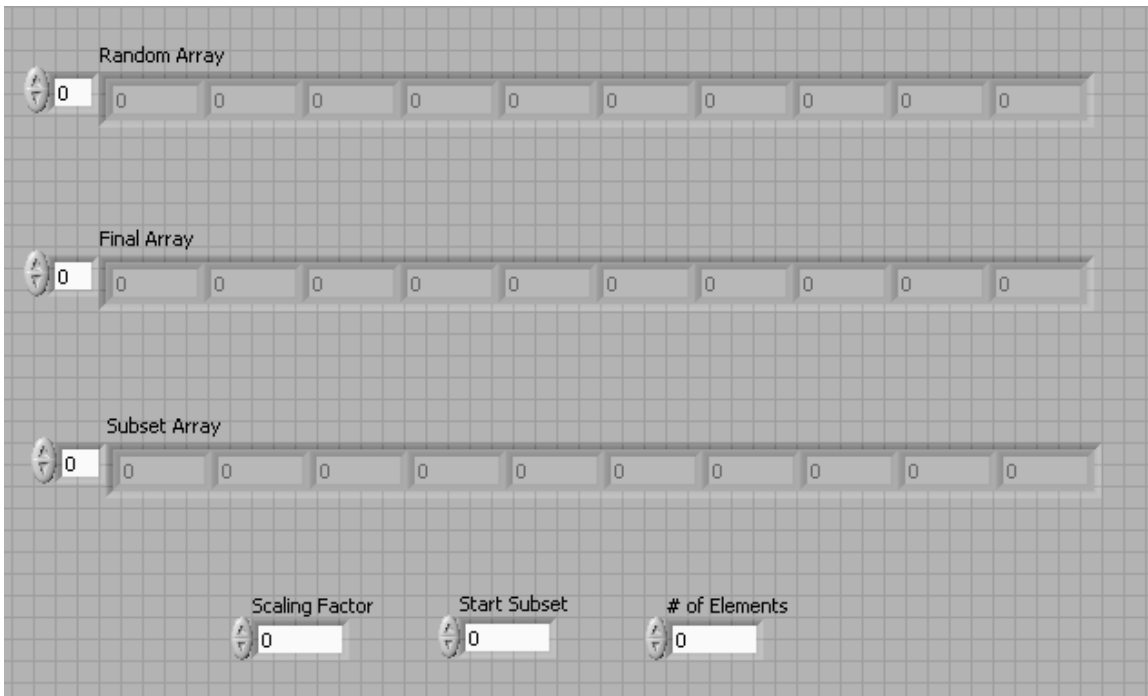 Random Array
0 0 0 0 0 0 0 0 0 0 0
Final Array
0 0 0 0 0 0 0 0 0 0 0
Subset Array
0 0 0 0 0 0 0 0 0 0 0
Scaling Factor Start Subset # of Elements
0 0 0